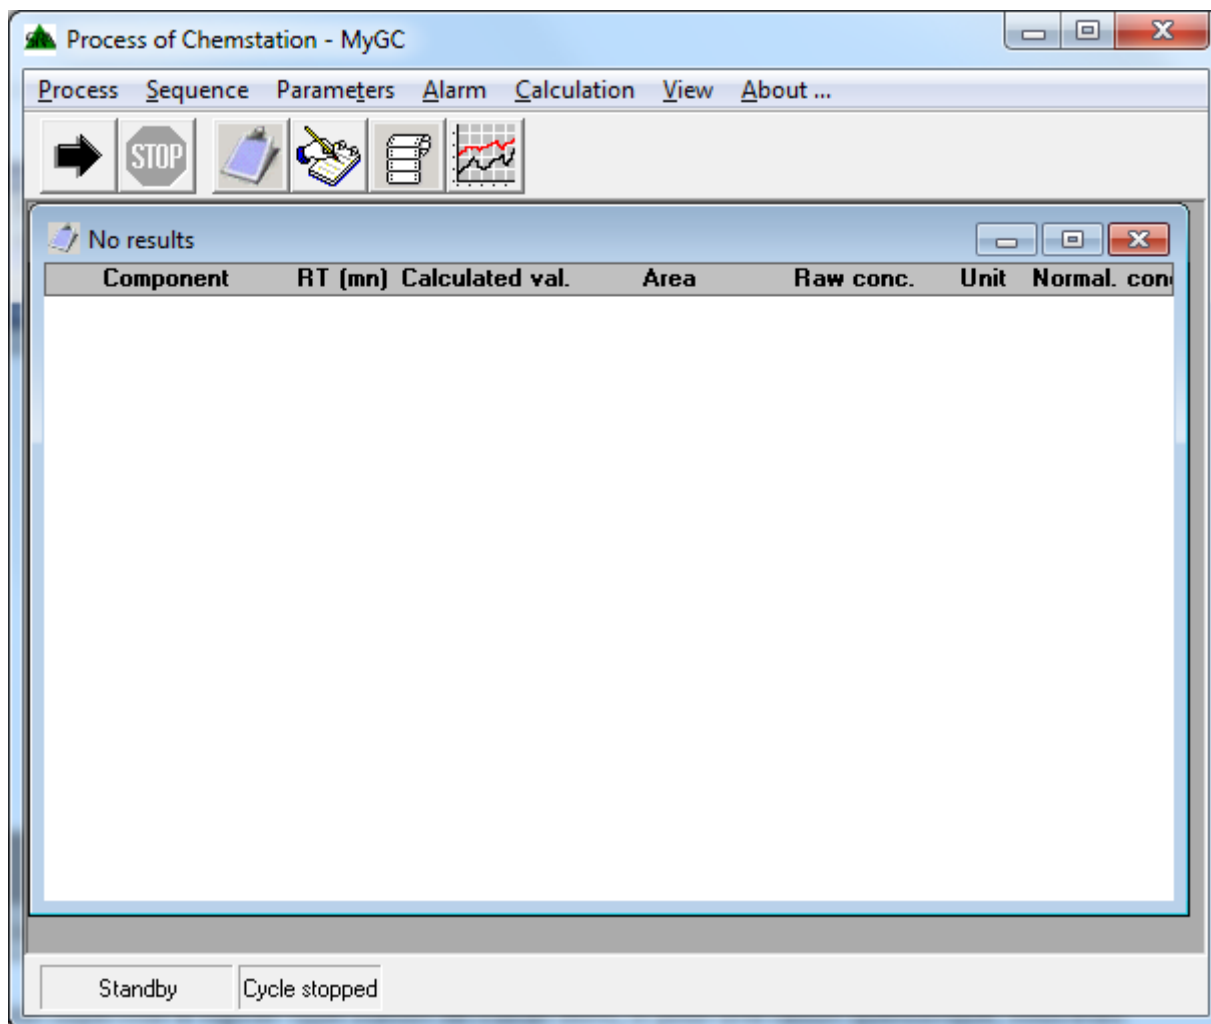 Process of Chemstation - MyGC
Process Sequence Parameters Alarm Calculation View About ...
STOP
No results
Component RT (mn) Calculated val. Area Raw conc. Unit Normal. con
Standby Cycle stopped